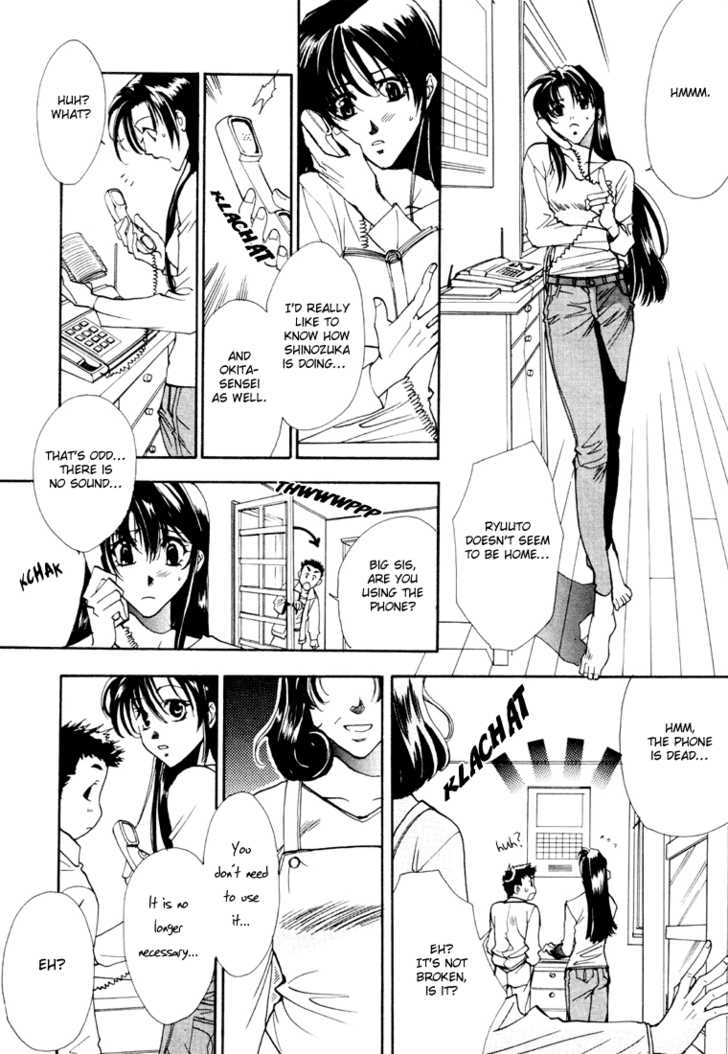 HMMM.
RYUUTO
DOESN'T SEEM
TO BE HOME...
I'D REALLY
LIKE TO
KNOW HOW
SHINOZUKA
IS DOING...
AND
OKITA-
SENSEI
AS WELL.
KLACHAT
HUH?
WHAT?
THWWWPPP
BIG SIS,
ARE YOU
USING THE
PHONE?
THAT'S ODD...
THERE IS
NO SOUND...
KCHAK
HMM,
THE PHONE
IS DEAD...
KLACHAT
huh?
EH?
IT'S NOT
BROKEN,
IS IT?
You
don't need
to use
it...
It is no
longer
necessary...
EH?